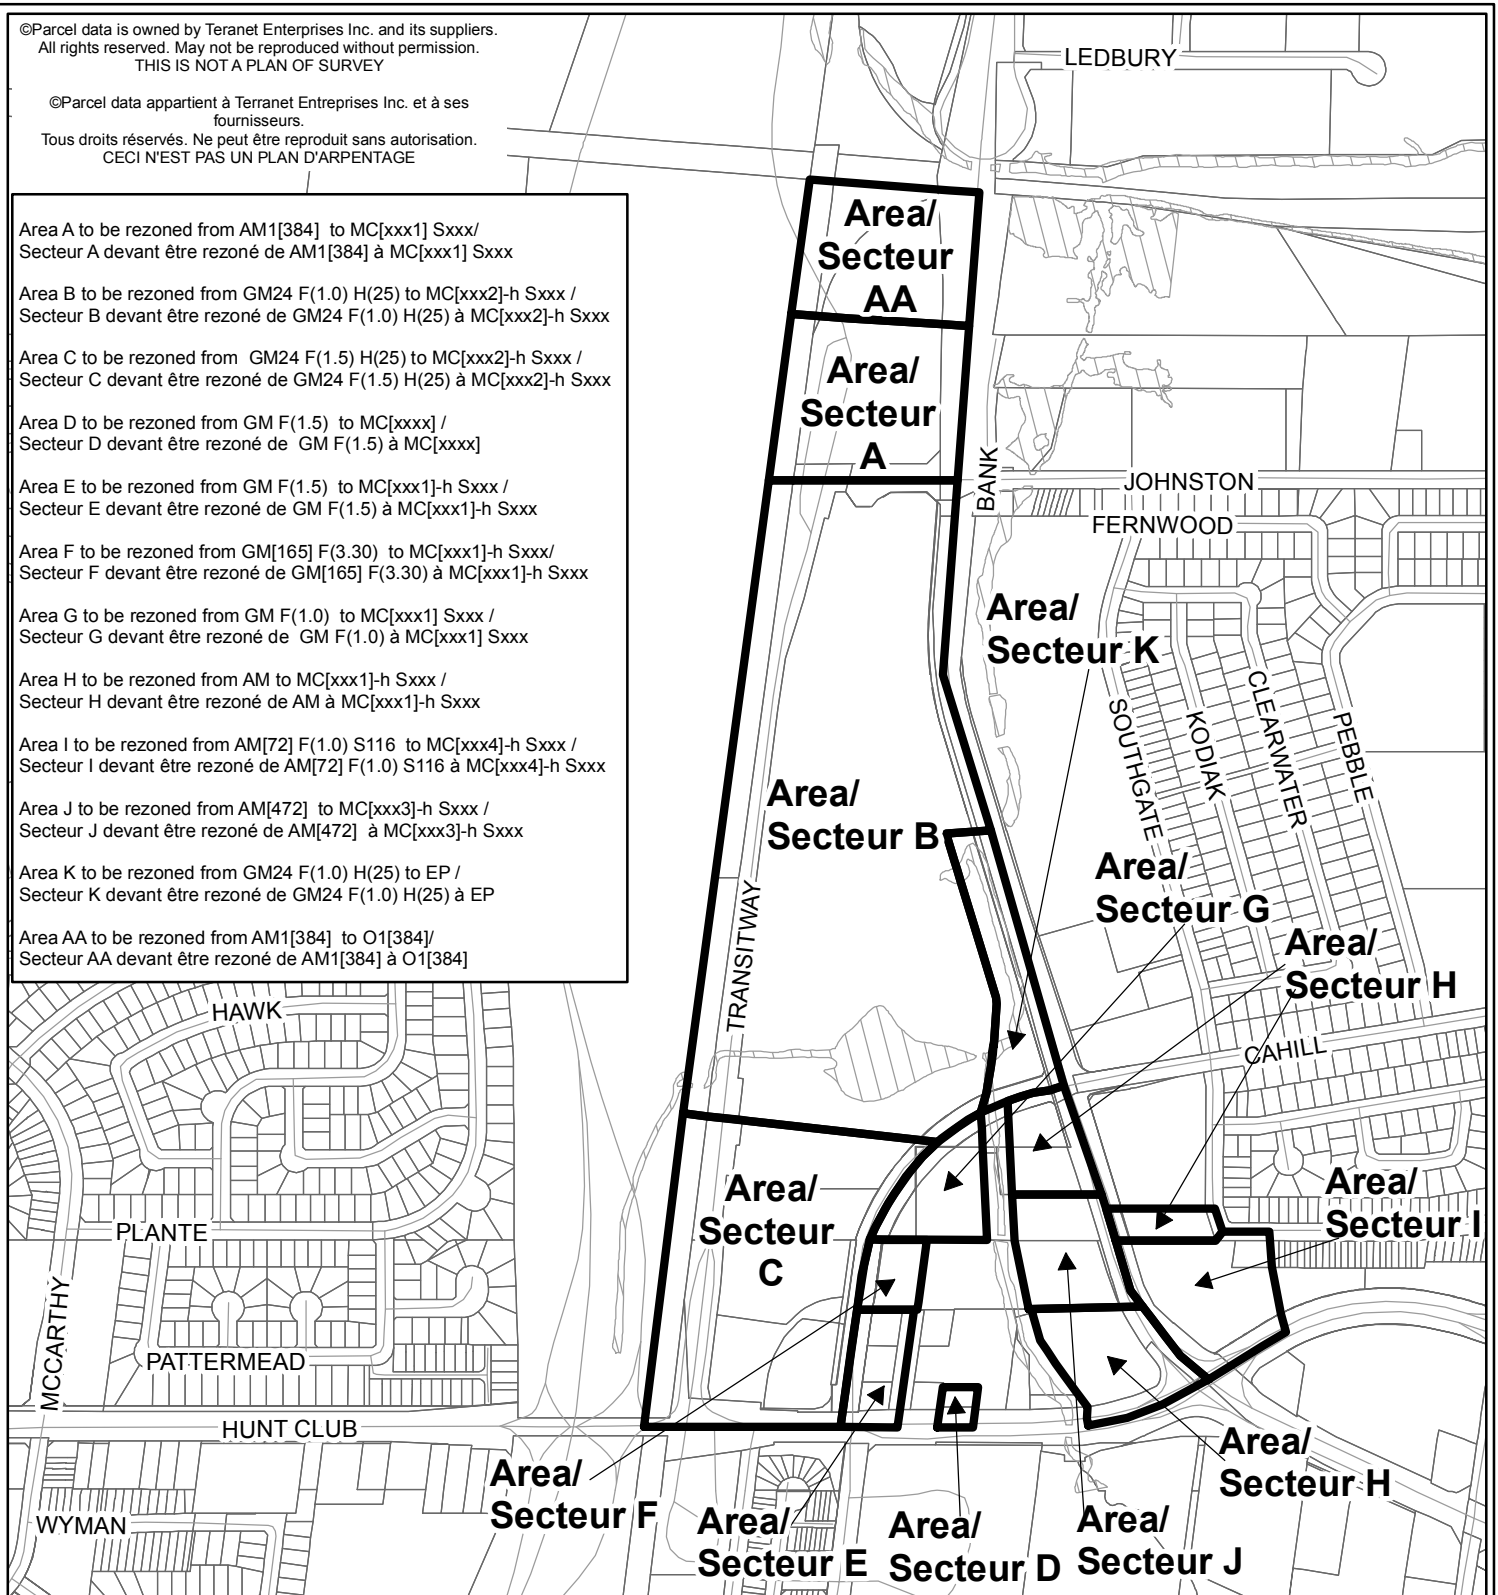 ©Parcel data is owned by Teranet Enterprises Inc. and its suppliers.
All rights reserved. May not be reproduced without permission.
THIS IS NOT A PLAN OF SURVEY
©Parcel data appartient à Terranet Entreprises Inc. et à ses
fournisseurs.
Tous droits réservés. Ne peut être reproduit sans autorisation.
CECI N'EST PAS UN PLAN D'ARPENTAGE
Area A to be rezoned from AM1[384] to MC[xxx1] Sxxx/
Secteur A devant être rezoné de AM1[384] à MC[xxx1] Sxxx
Area B to be rezoned from GM24 F(1.0) H(25) to MC[xxx2]-h Sxxx /
Secteur B devant être rezoné de GM24 F(1.0) H(25) à MC[xxx2]-h Sxxx
Area C to be rezoned from GM24 F(1.5) H(25) to MC[xxx2]-h Sxxx /
Secteur C devant être rezoné de GM24 F(1.5) H(25) à MC[xxx2]-h Sxxx
Area D to be rezoned from GM F(1.5) to MC[xxxx] /
Secteur D devant être rezoné de GM F(1.5) à MC[xxxx]
Area E to be rezoned from GM F(1.5) to MC[xxx1]-h Sxxx /
Secteur E devant être rezoné de GM F(1.5) à MC[xxx1]-h Sxxx
Area F to be rezoned from GM[165] F(3.30) to MC[xxx1]-h Sxxx/
Secteur F devant être rezoné de GM[165] F(3.30) à MC[xxx1]-h Sxxx
Area G to be rezoned from GM F(1.0) to MC[xxx1] Sxxx /
Secteur G devant être rezoné de GM F(1.0) à MC[xxx1] Sxxx
Area H to be rezoned from AM to MC[xxx1]-h Sxxx /
Secteur H devant être rezoné de AM à MC[xxx1]-h Sxxx
Area I to be rezoned from AM[72] F(1.0) S116 to MC[xxx4]-h Sxxx /
Secteur I devant être rezoné de AM[72] F(1.0) S116 à MC[xxx4]-h Sxxx
Area J to be rezoned from AM[472] to MC[xxx3]-h Sxxx /
Secteur J devant être rezoné de AM[472] à MC[xxx3]-h Sxxx
Area K to be rezoned from GM24 F(1.0) H(25) to EP /
Secteur K devant être rezoné de GM24 F(1.0) H(25) à EP
Area AA to be rezoned from AM1[384] to O1[384]/
Secteur AA devant être rezoné de AM1[384] à O1[384]
LEDBURY
Area/
Secteur
AA
Area/
Secteur
A
BANK
JOHNSTON
FERNWOOD
Area/
Secteur K
SOUTHGATE
KODIAK
CLEARWATER
PEBBLE
Area/
Secteur B
Area/
Secteur G
TRANSITWAY
Area/
Secteur H
HAWK
CAHILL
Area/
Secteur
C
Area/
Secteur I
PLANTE
MCCARTHY
PATTERMEAD
HUNT CLUB
WYMAN
Area/
Secteur F
Area/
Secteur E
Area/
Secteur D
Area/
Secteur J
Area/
Secteur H